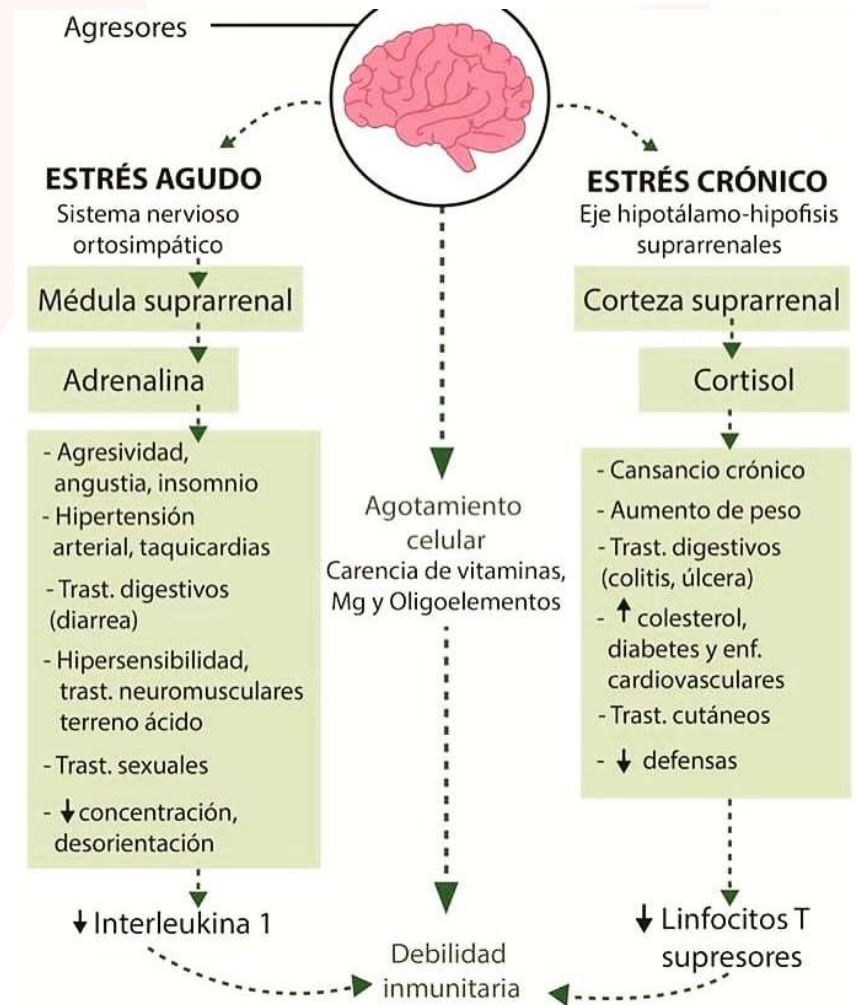 Agresores
ESTRÉS AGUDO
Sistema nervioso
ortosimpático
Médula suprarrenal
Adrenalina
- Agresividad,
angustia, insomnio
- Hipertensión
arterial, taquicardias
- Trast. digestivos
(diarrea)
- Hipersensibilidad,
trast. neuromusculares
terreno ácido
- Trast. sexuales
- ↓ concentración,
desorientación
↓ Interleukina 1
Agotamiento
celular
Carencia de vitaminas,
Mg y Oligoelementos
Debilidad
inmunitaria
ESTRÉS CRÓNICO
Eje hipotálamo-hipofisis
suprarrenales
Corteza suprarrenal
Cortisol
- Cansancio crónico
- Aumento de peso
- Trast. digestivos
(colitis, úlcera)
- ↑ colesterol,
diabetes y enf.
cardiovasculares
- Trast. cutáneos
- ↓ defensas
↓ Linfocitos T
supresores